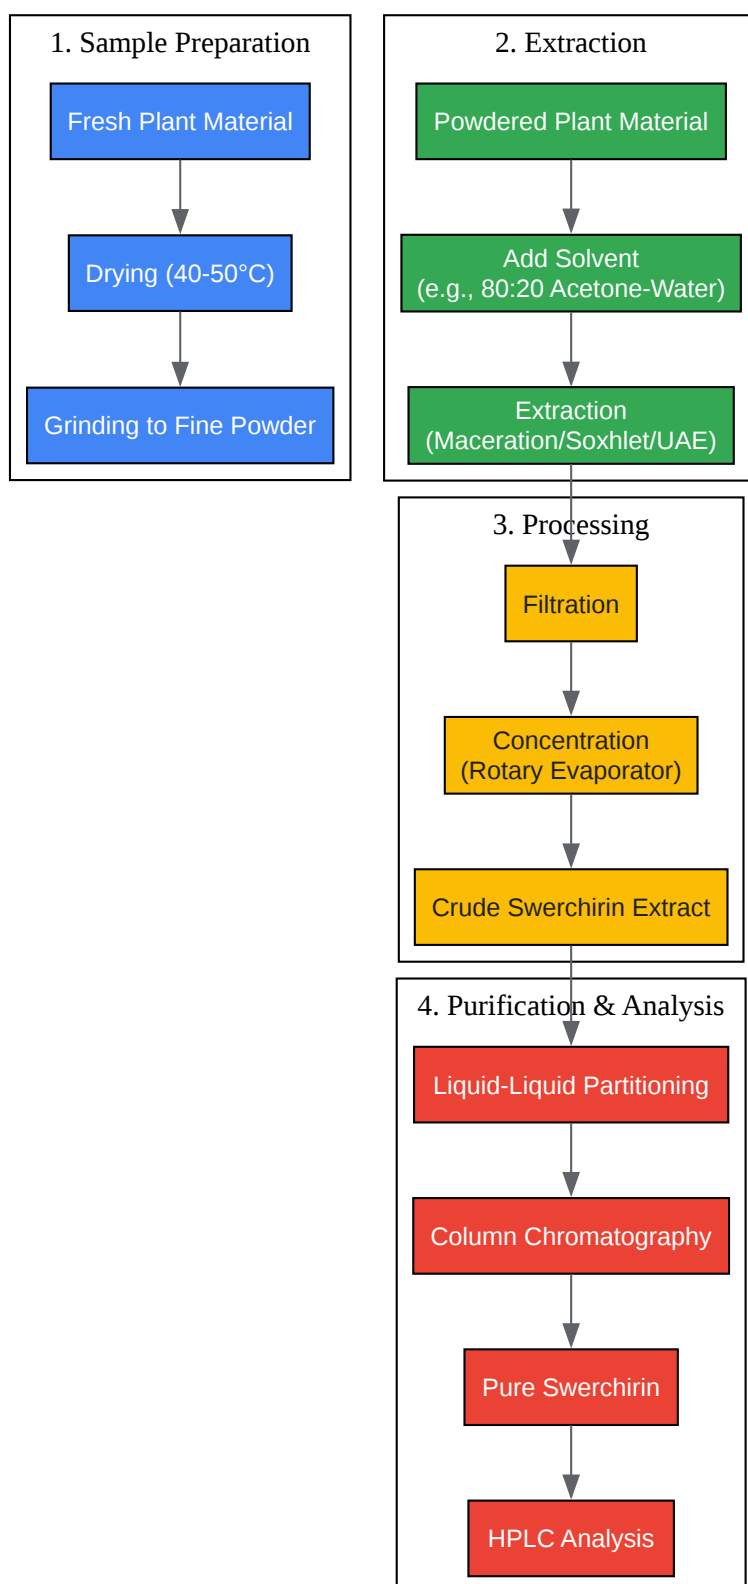 1. Sample Preparation
Fresh Plant Material
Drying (40-50°C)
Grinding to Fine Powder
2. Extraction
Powdered Plant Material
Add Solvent
(e.g., 80:20 Acetone-Water)
Extraction
(Maceration/Soxhlet/UAE)
3. Processing
Filtration
Concentration
(Rotary Evaporator)
Crude Swerchirin Extract
4. Purification & Analysis
Liquid-Liquid Partitioning
Column Chromatography
Pure Swerchirin
HPLC Analysis